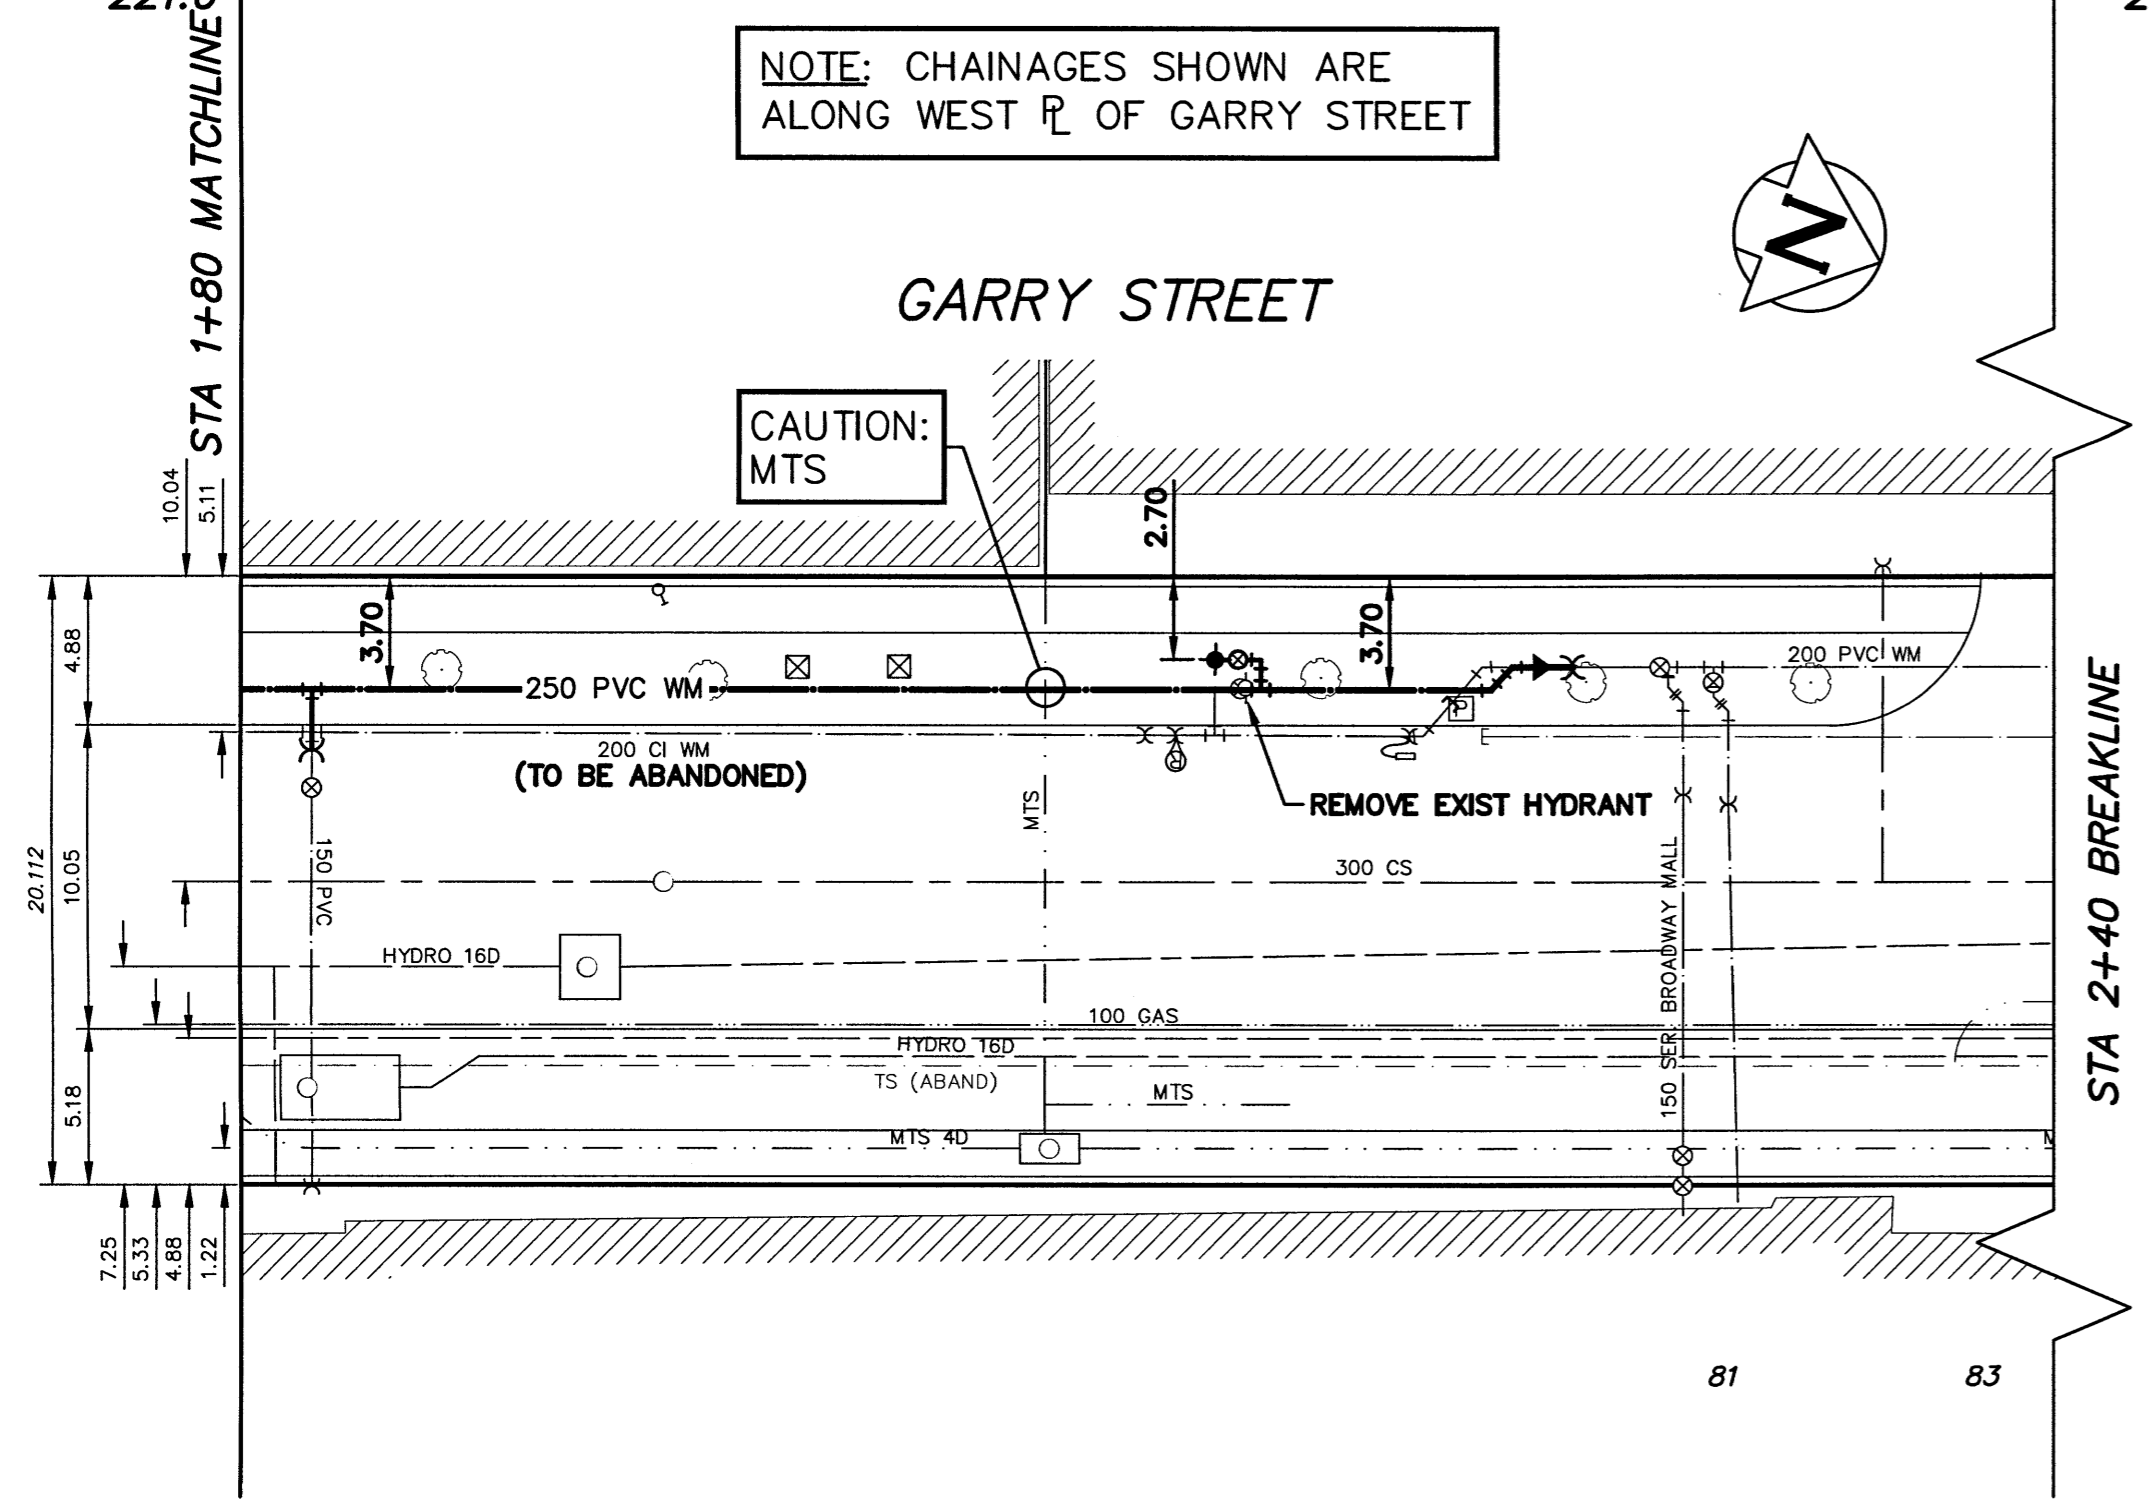 NOTE: CHAINAGES SHOWN ARE
ALONG WEST ℄ OF GARRY STREET
STA 1+80 MATCHLINE
N
GARRY STREET
CAUTION:
MTS
10.04
5.11
2.70
3.70
3.70
4.88
200 PVC WM
250 PVC WM
200 CI WM
(TO BE ABANDONED)
P
R
REMOVE EXIST HYDRANT
MTS
20.112
10.05
150 PVC
300 CS
150 SER. BROADWAY MALL
STA 2+40 BREAKLINE
HYDRO 16D
100 GAS
HYDRO 16D
TS (ABAND)
MTS
5.18
MTS 4D
M
7.25
5.33
4.88
1.22
81
83